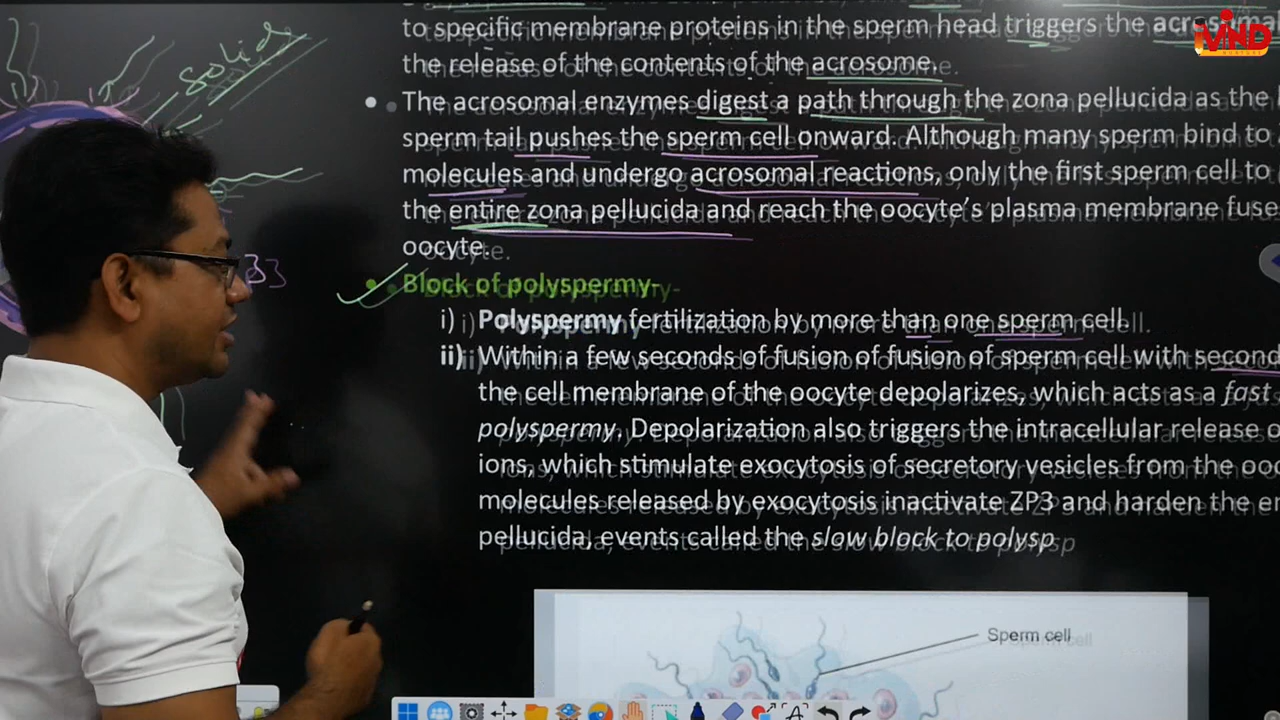 to specific membrane proteins in the sperm head triggers the acrosoma
ViND
the release of the contents of the acrosome.
solide
• The acrosomal enzymes digest a path through the zona pellucida as the
sperm tail pushes the sperm cell onward. Although many sperm bind to
molecules and undergo acrosomal reactions, only the first sperm cell to
the entire zona pellucida and reach the oocyte's plasma membrane fuse
oocyte.
• Block of polyspermy-
i) Polyspermy fertilization by more than one sperm cell.
ii) Within a few seconds of fusion of fusion of sperm cell with second
the cell membrane of the oocyte depolarizes, which acts as a fast
polyspermy. Depolarization also triggers the intracellular release o
ions, which stimulate exocytosis of secretory vesicles from the ooc
molecules released by exocytosis inactivate ZP3 and harden the en
pellucida, events called the slow block to polysp
Sperm cell